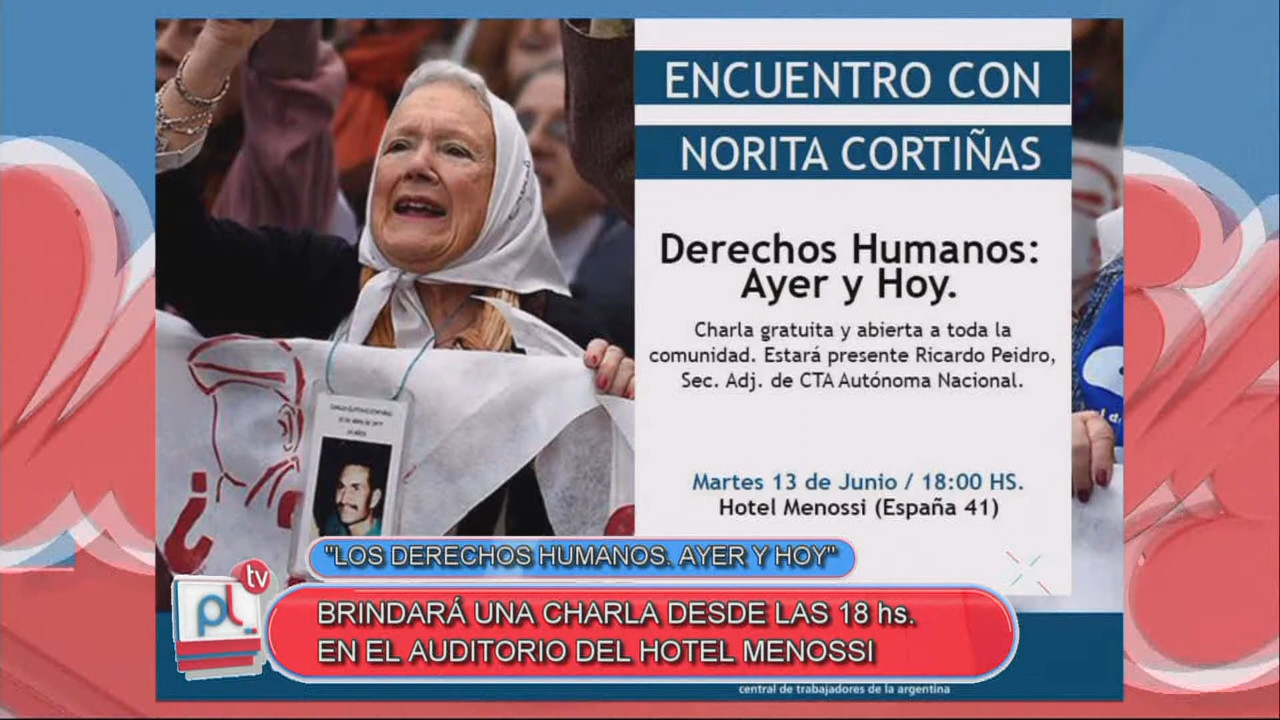 ENCUENTRO CON
NORITA CORTIÑAS
Derechos Humanos:
Ayer y Hoy.
Charla gratuita y abierta a toda la
comunidad. Estará presente Ricardo Peidro,
Sec. Adj. de CTA Autónoma Nacional.
Martes 13 de Junio / 18:00 HS.
Hotel Menossi (España 41)
"LOS DERECHOS HUMANOS. AYER Y HOY"
pl tv
BRINDARÁ UNA CHARLA DESDE LAS 18 hs.
EN EL AUDITORIO DEL HOTEL MENOSSI
central de trabajadores de la argentina